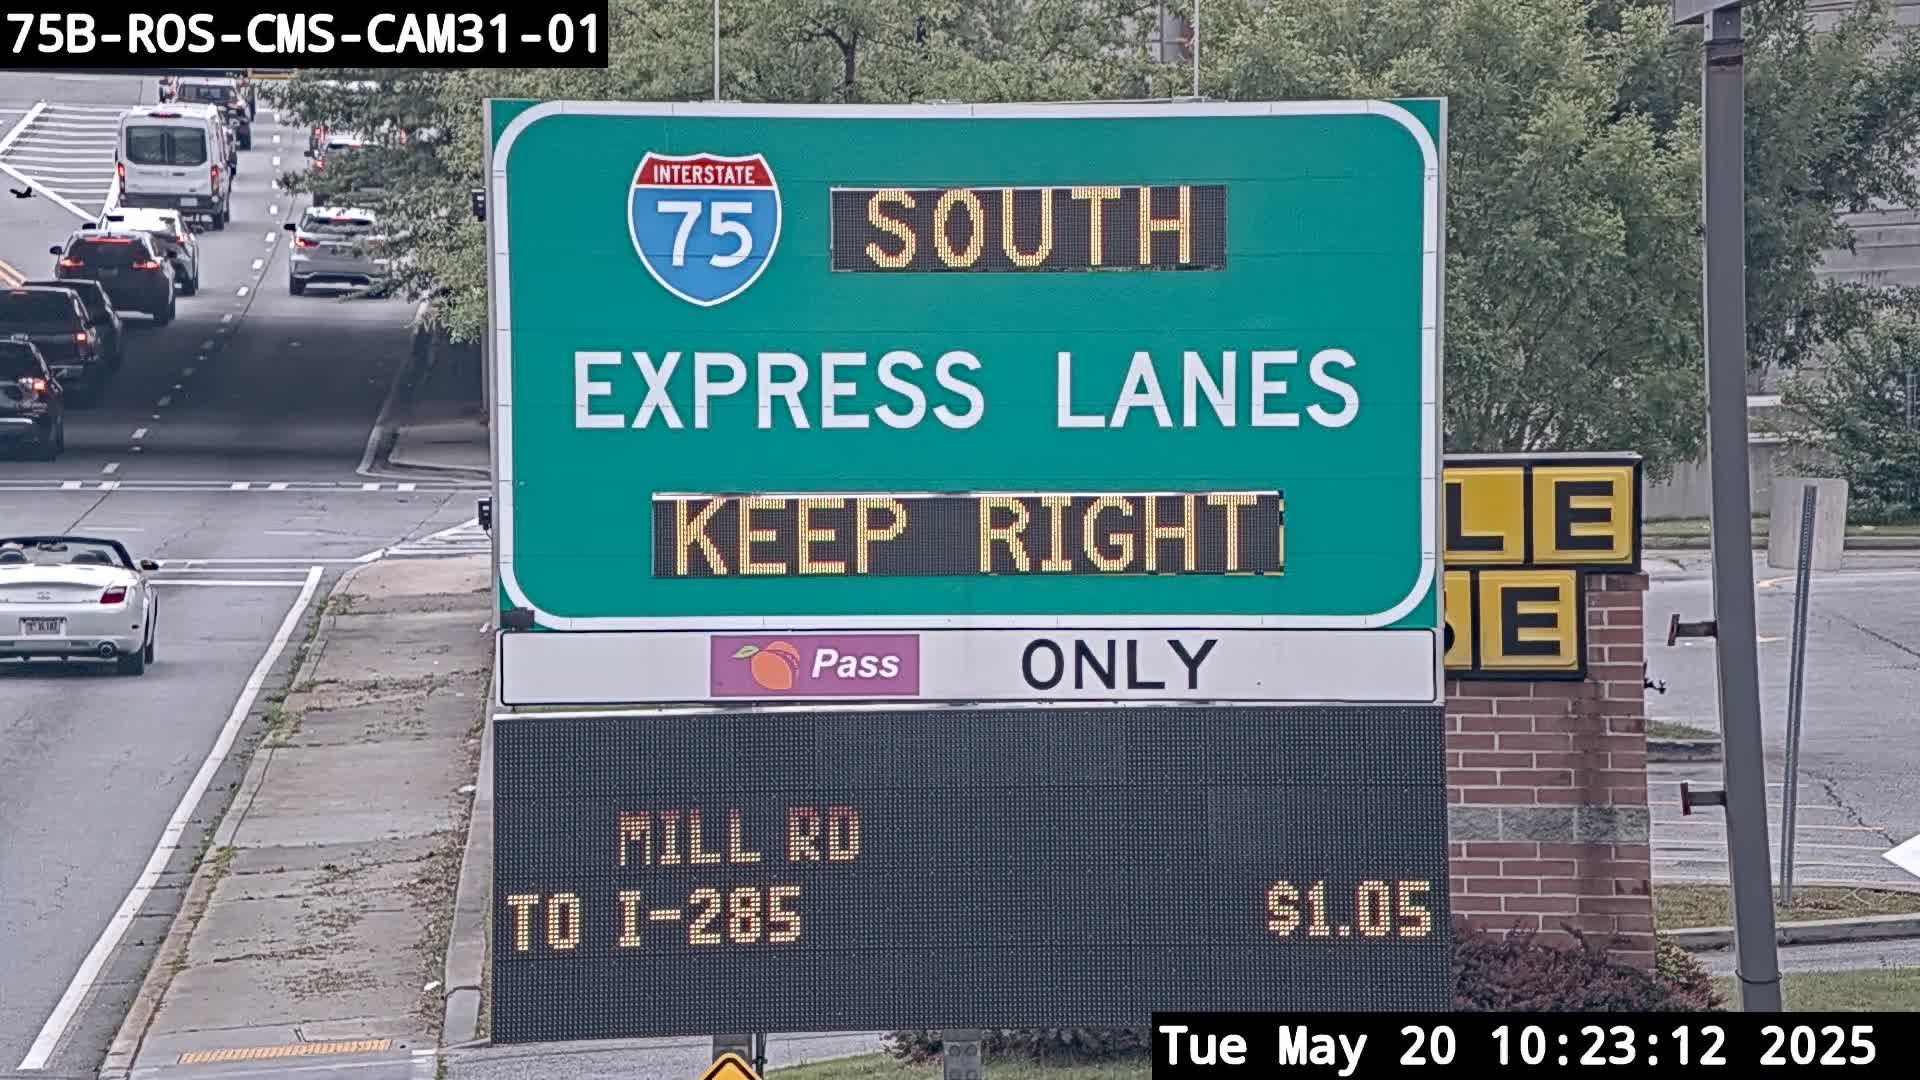 75B-ROS-CMS-CAM31-01
INTERSTATE
75
SOUTH
EXPRESS LANES
KEEP RIGHT
LE
E
Pass ONLY
MILL RD
TO I-285 $1.05
Tue May 20 10:23:12 2025